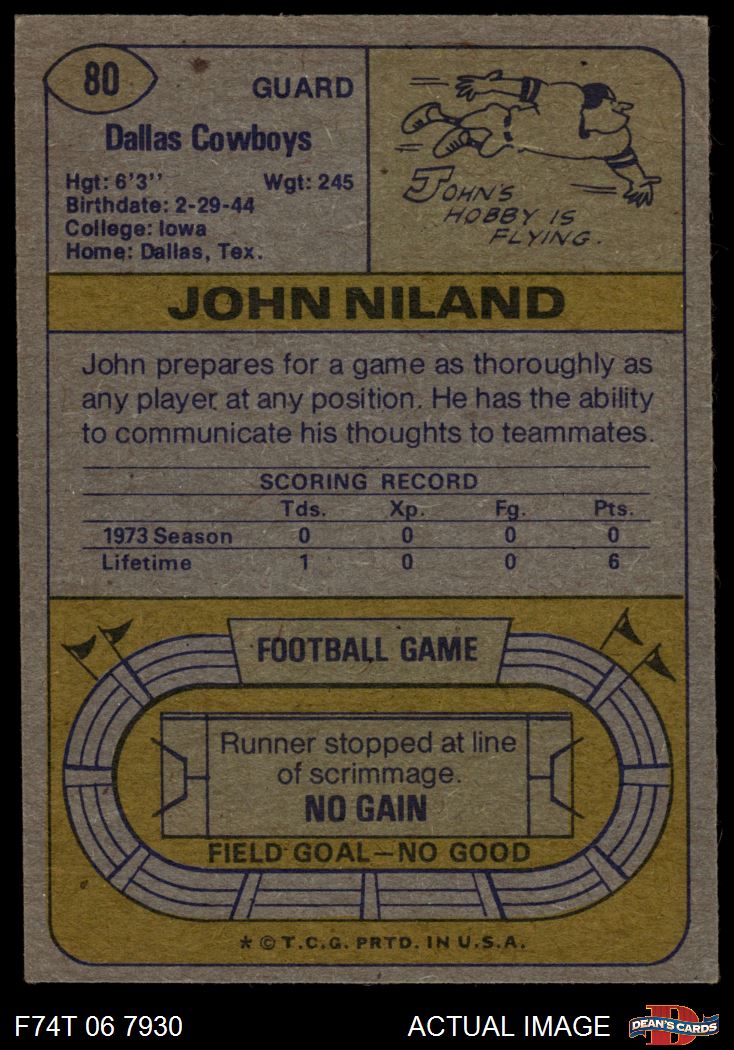 80
GUARD
Dallas Cowboys
Hgt: 6'3'' Wgt: 245
Birthdate: 2-29-44
College: Iowa
Home: Dallas, Tex.
JOHN'S
HOBBY IS
FLYING.
JOHN NILAND
John prepares for a game as thoroughly as
any player at any position. He has the ability
to communicate his thoughts to teammates.
SCORING RECORD
Tds. Xp. Fg. Pts.
1973 Season 0 0 0 0
Lifetime 1 0 0 6
FOOTBALL GAME
Runner stopped at line
of scrimmage.
NO GAIN
FIELD GOAL—NO GOOD
* © T.C.G. PRTD. IN U.S.A.
F74T 06 7930 ACTUAL IMAGE
DEAN'S CARDS